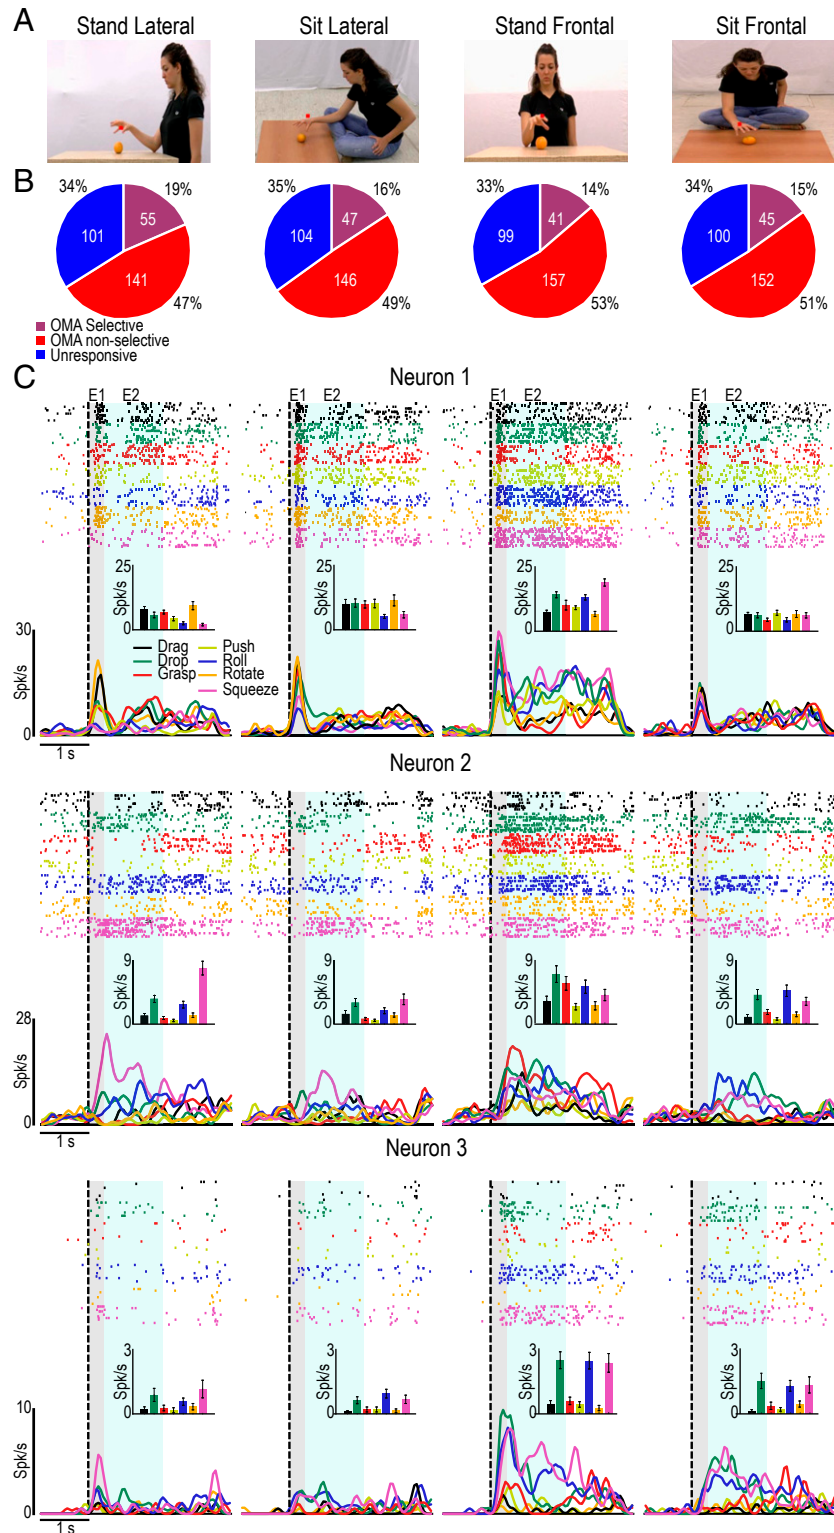 A
Stand Lateral Sit Lateral Stand Frontal Sit Frontal
B
34% 19% 35% 16% 33% 14% 34% 15%
101 55 104 47 99 41 100 45
141 146 157 152
47% 49% 53% 51%
OMA Selective
OMA non-selective
Unresponsive
C
Neuron 1
E1 E2 E1 E2 E1 E2 E1 E2
25 25 25 25
Spk/s Spk/s Spk/s Spk/s
0 0 0 0
30
Spk/s
0
Drag Push
Drop Roll
Grasp Rotate
Squeeze
1 s
Neuron 2
9 9 9 9
Spk/s Spk/s Spk/s Spk/s
0 0 0 0
28
Spk/s
0
1 s
Neuron 3
3 3 3 3
Spk/s Spk/s Spk/s Spk/s
0 0 0 0
10
Spk/s
0
1 s